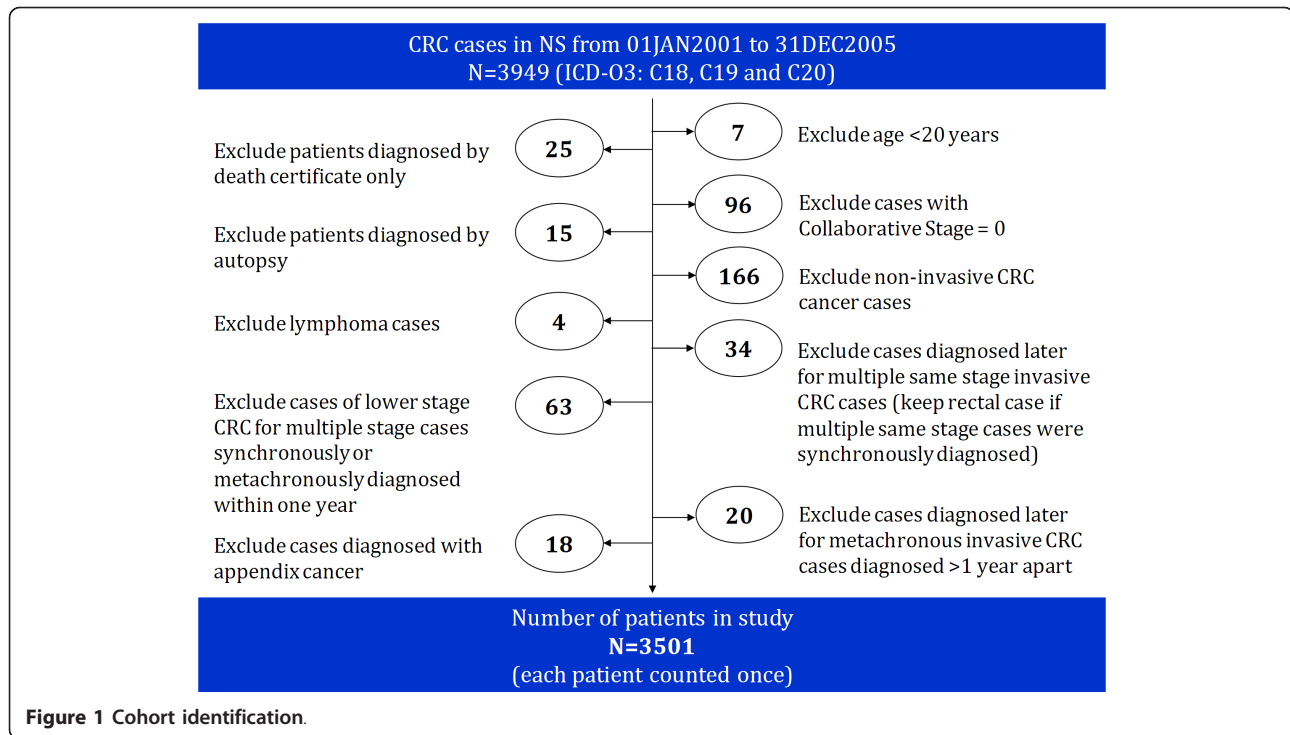 CRC cases in NS from 01JAN2001 to 31DEC2005
N=3949 (ICD-O3: C18, C19 and C20)
7
Exclude age <20 years
25
Exclude patients diagnosed by
death certificate only
96
Exclude cases with
Collaborative Stage = 0
15
Exclude patients diagnosed by
autopsy
166
Exclude non-invasive CRC
cancer cases
4
Exclude lymphoma cases
34
Exclude cases diagnosed later
for multiple same stage invasive
CRC cases (keep rectal case if
multiple same stage cases were
synchronously diagnosed)
63
Exclude cases of lower stage
CRC for multiple stage cases
synchronously or
metachronously diagnosed
within one year
20
Exclude cases diagnosed later
for metachronous invasive CRC
cases diagnosed >1 year apart
18
Exclude cases diagnosed with
appendix cancer
Number of patients in study
N=3501
(each patient counted once)
Figure 1 Cohort identification.